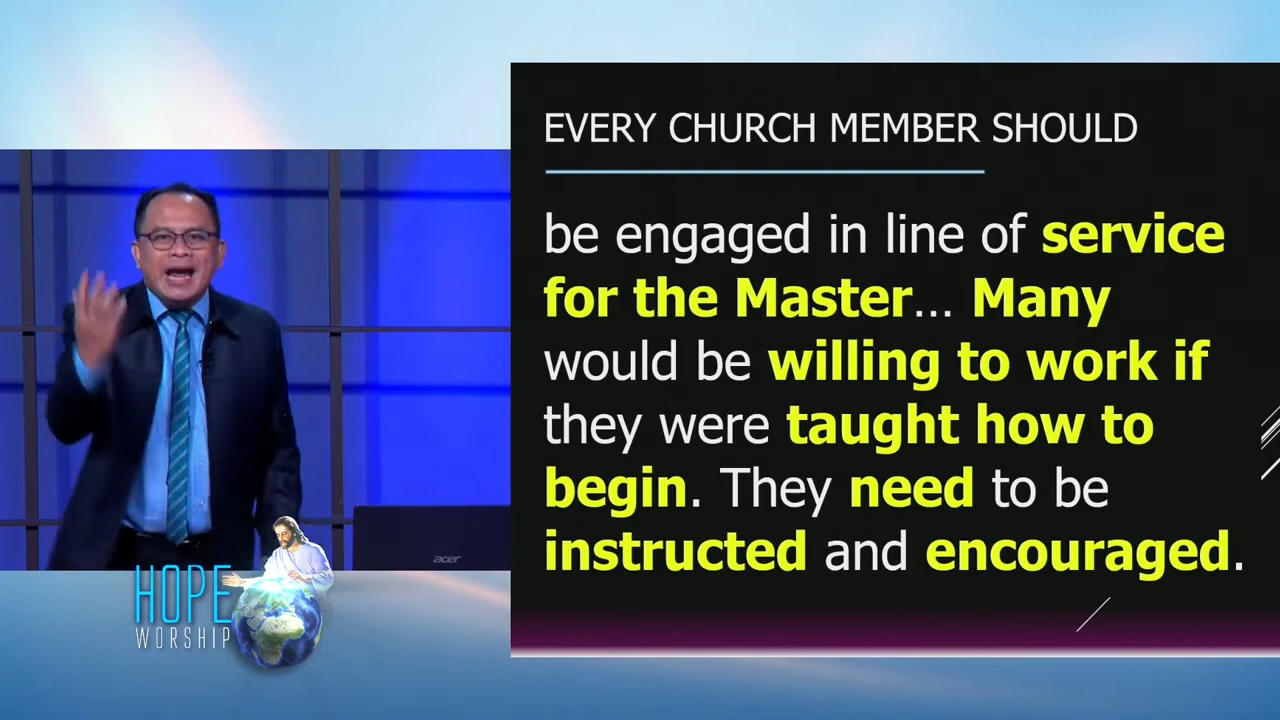 EVERY CHURCH MEMBER SHOULD
be engaged in line of service
for the Master... Many
would be willing to work if
they were taught how to
begin. They need to be
instructed and encouraged.
acer
HOPE
WORSHIP